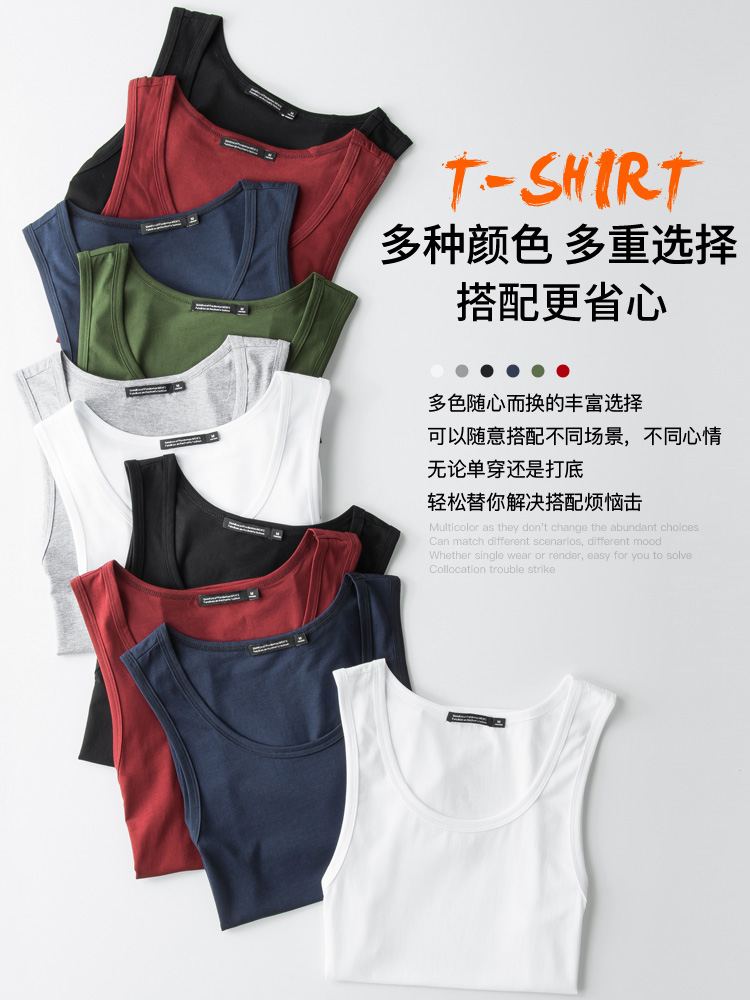 T-SHIRT
多种颜色 多重选择
搭配更省心
多色随心而换的丰富选择
可以随意搭配不同场景，不同心情
无论单穿还是打底
轻松替你解决搭配烦恼击
Multicolor as they don't change the abundant choices
Can match different scenarios, different mood
Whether single wear or render, easy for you to solve
Collocation trouble strike